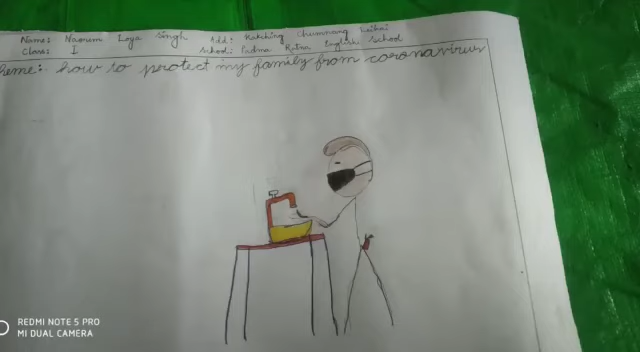 Name: Naorem Loya Singh Add: Kakching Chumnang Leikai
Class: I School: Padma Ratna English School
heme:- how to protect my family from coronavirus
REDMI NOTE 5 PRO
MI DUAL CAMERA